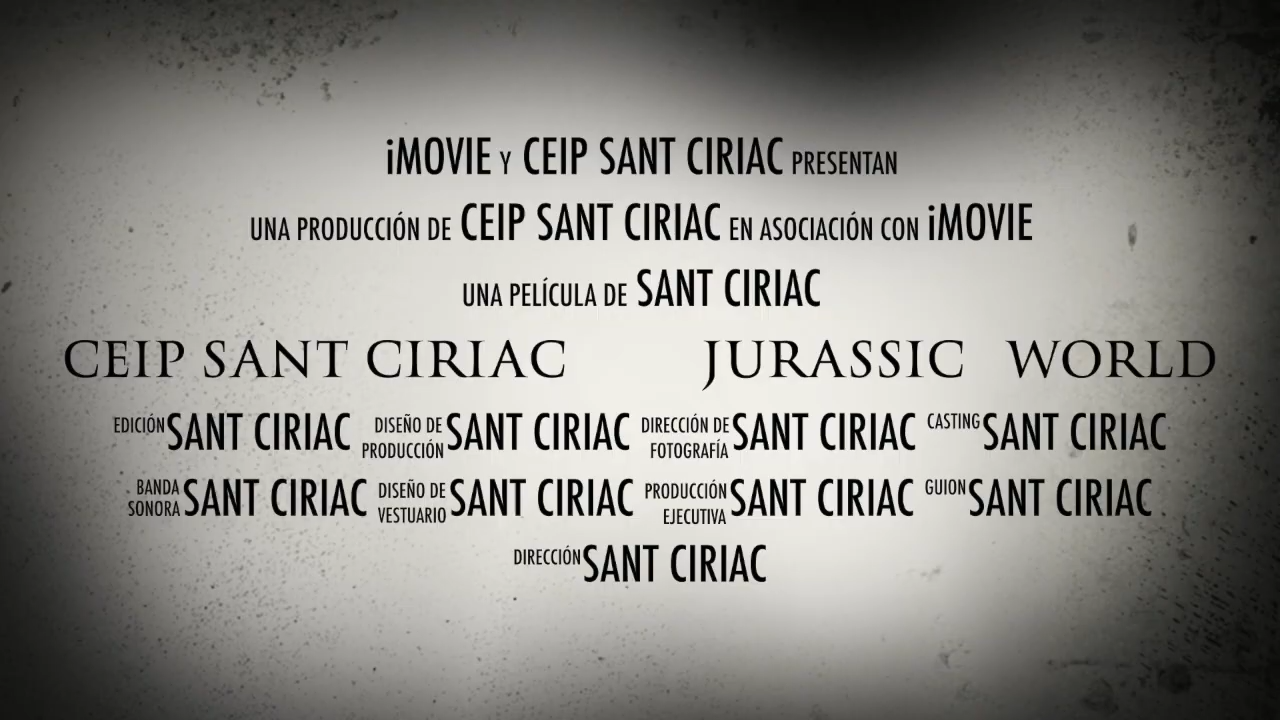 iMOVIE Y CEIP SANT CIRIAC PRESENTAN
UNA PRODUCCIÓN DE CEIP SANT CIRIAC EN ASOCIACIÓN CON iMOVIE
UNA PELÍCULA DE SANT CIRIAC
CEIP SANT CIRIAC JURASSIC WORLD
EDICIÓN SANT CIRIAC DISEÑO DE PRODUCCIÓN SANT CIRIAC DIRECCIÓN DE FOTOGRAFÍA SANT CIRIAC CASTING SANT CIRIAC
BANDA SONORA SANT CIRIAC DISEÑO DE VESTUARIO SANT CIRIAC PRODUCCIÓN EJECUTIVA SANT CIRIAC GUION SANT CIRIAC
DIRECCIÓN SANT CIRIAC